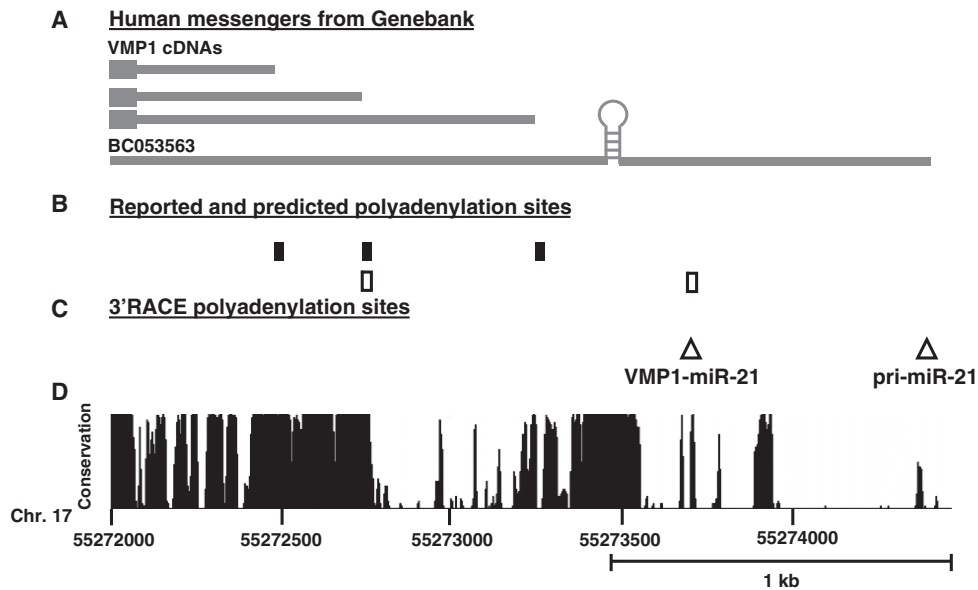 A Human messengers from Genebank
VMP1 cDNAs
BC053563
B Reported and predicted polyadenylation sites
C 3'RACE polyadenylation sites
VMP1-miR-21 pri-miR-21
D
Conservation
Chr. 17
55272000 55272500 55273000 55273500 55274000
1 kb